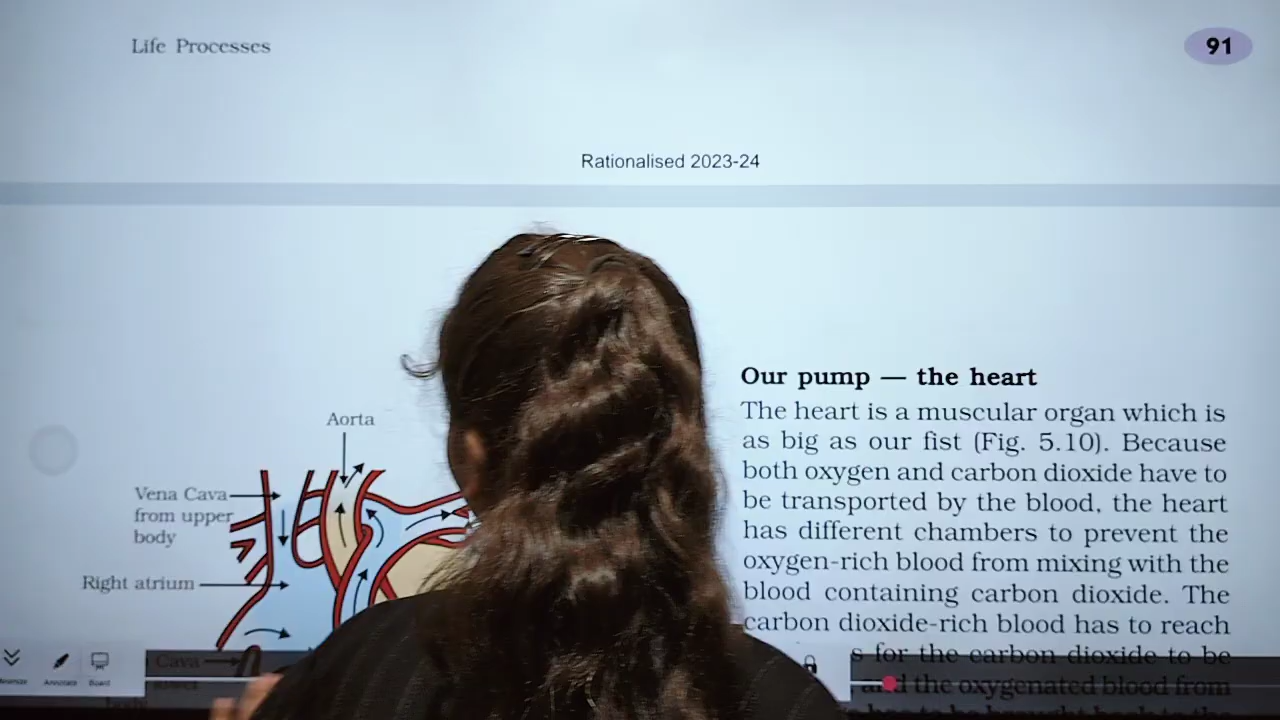 Life Processes
91
Rationalised 2023-24
Aorta
Vena Cava
from upper
body
Right atrium
Cava
Our pump — the heart
The heart is a muscular organ which is
as big as our fist (Fig. 5.10). Because
both oxygen and carbon dioxide have to
be transported by the blood, the heart
has different chambers to prevent the
oxygen-rich blood from mixing with the
blood containing carbon dioxide. The
carbon dioxide-rich blood has to reach
for the carbon dioxide to be
and the oxygenated blood from
Annotate
Board